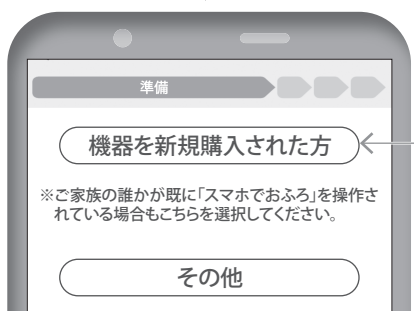 準備
機器を新規購入された方
※ご家族の誰かが既に「スマホでおふろ」を操作さ
れている場合もこちらを選択してください。
その他